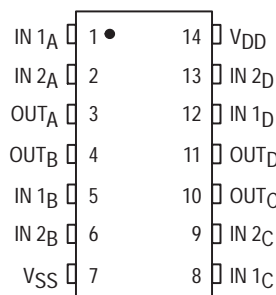 IN 1A 1 14 VDD
IN 2A 2 13 IN 2D
OUTA 3 12 IN 1D
OUTB 4 11 OUTD
IN 1B 5 10 OUTC
IN 2B 6 9 IN 2C
VSS 7 8 IN 1C